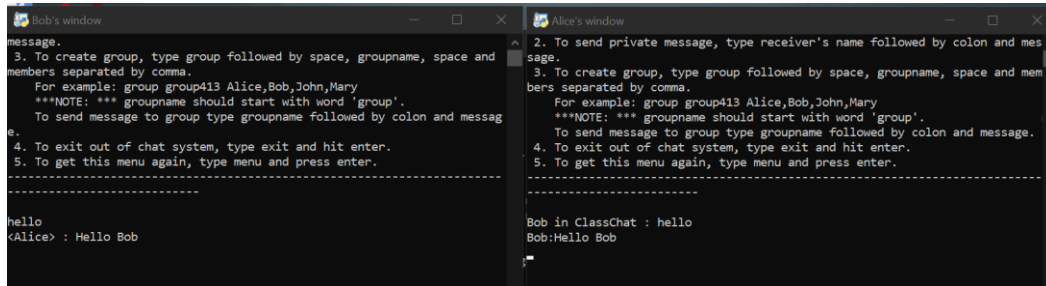 Bob's window
message.
3. To create group, type group followed by space, groupname, space and
members separated by comma.
For example: group group413 Alice,Bob,John,Mary
***NOTE: *** groupname should start with word 'group'.
To send message to group type groupname followed by colon and messag
e.
4. To exit out of chat system, type exit and hit enter.
5. To get this menu again, type menu and press enter.
------------------------------------------------------------------------
----------------------------
hello
<Alice> : Hello Bob
Alice's window
2. To send private message, type receiver's name followed by colon and mes
sage.
3. To create group, type group followed by space, groupname, space and mem
bers separated by comma.
For example: group group413 Alice,Bob,John,Mary
***NOTE: *** groupname should start with word 'group'.
To send message to group type groupname followed by colon and message.
4. To exit out of chat system, type exit and hit enter.
5. To get this menu again, type menu and press enter.
---------------------------------------------------------------------------
-------------------------
Bob in ClassChat : hello
Bob:Hello Bob